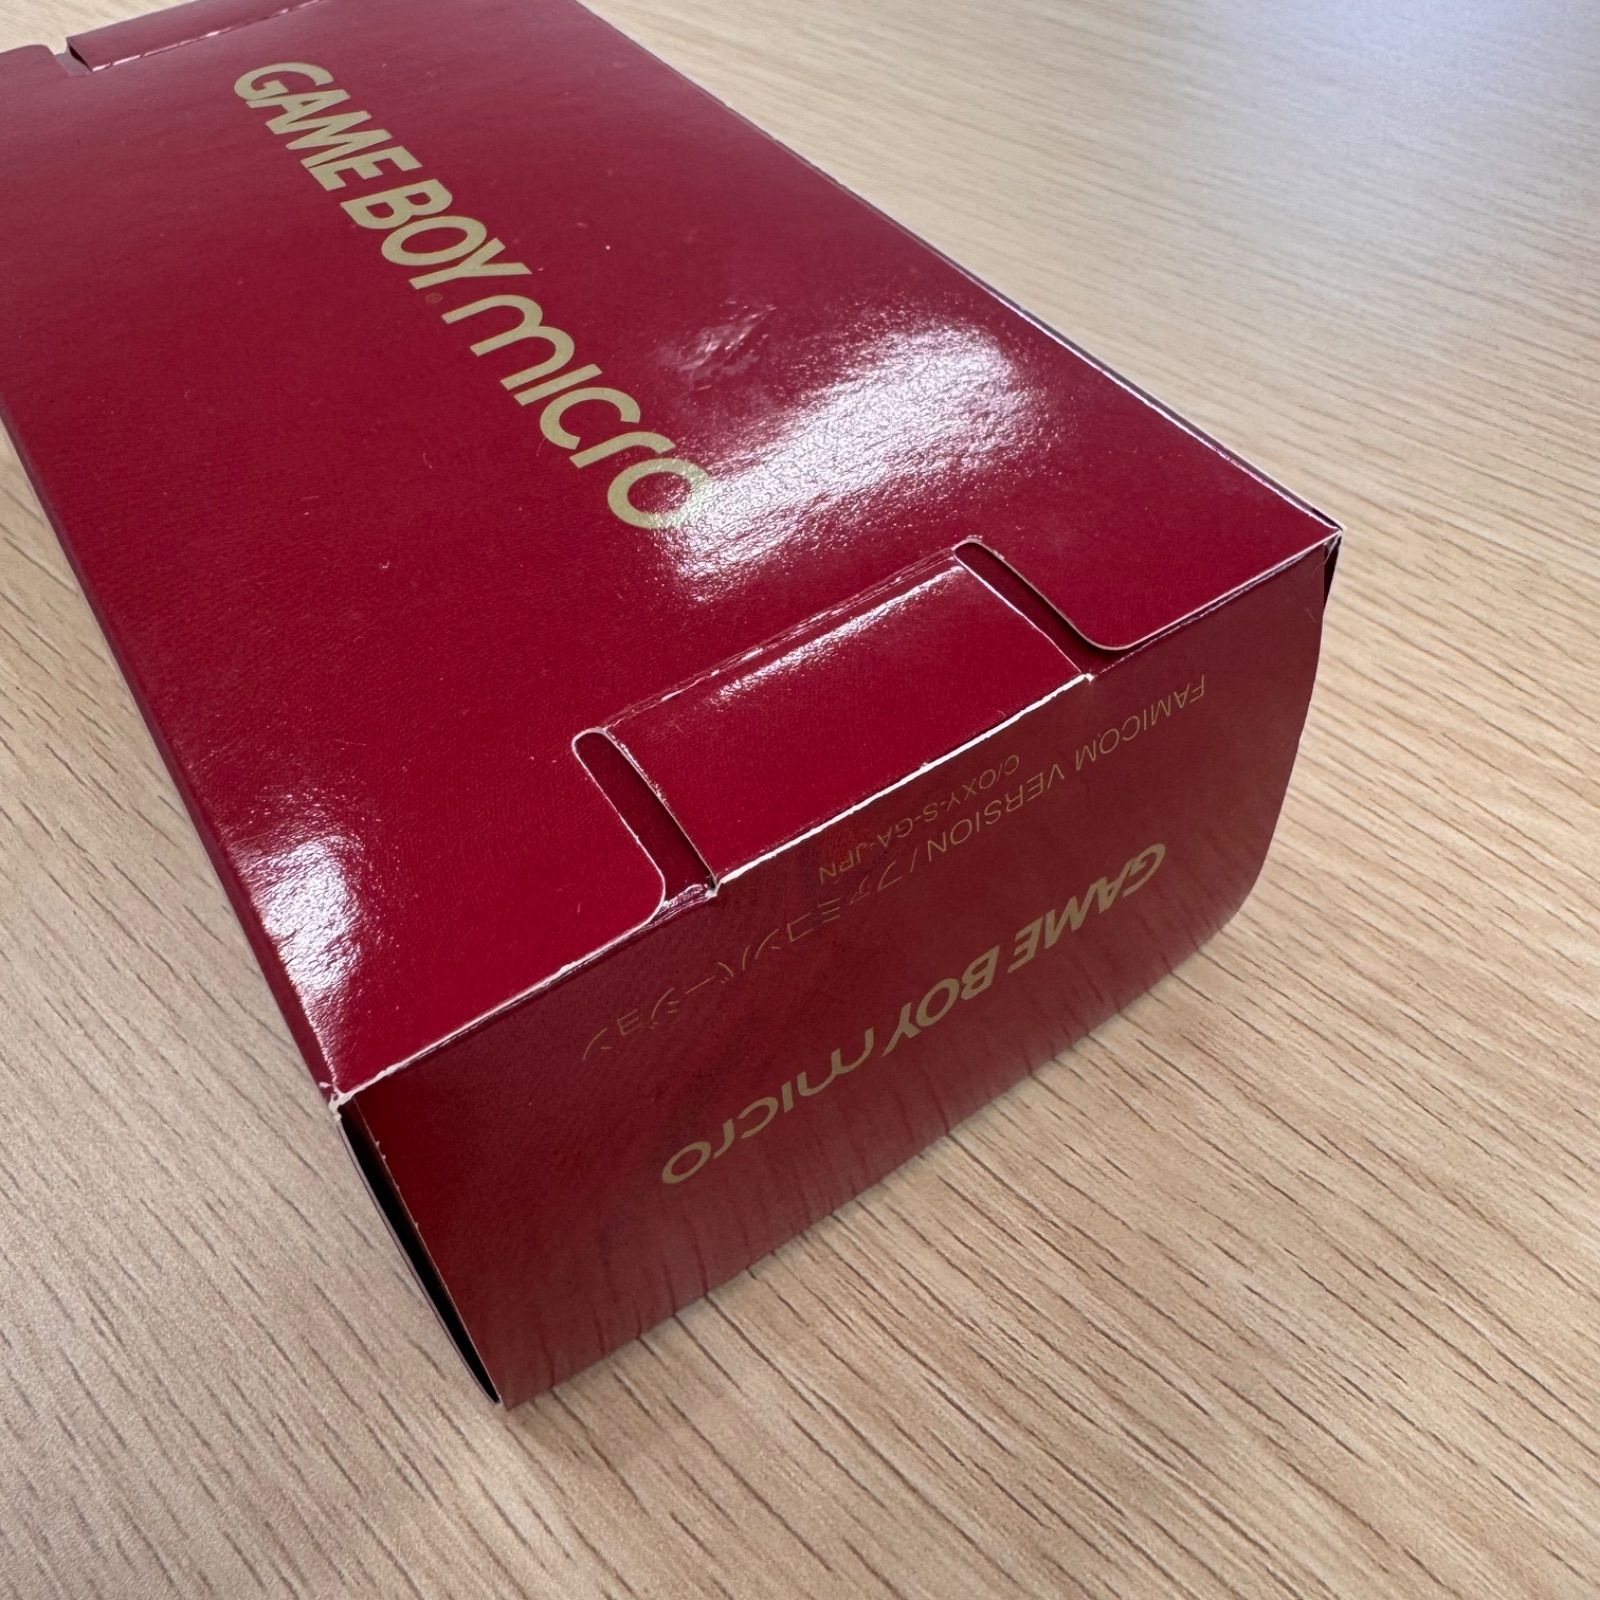 GAME BOY micro
GAME BOY micro
FAMICOM VERSION / ファミコンバージョン
C/OXY-S-GA-JPN